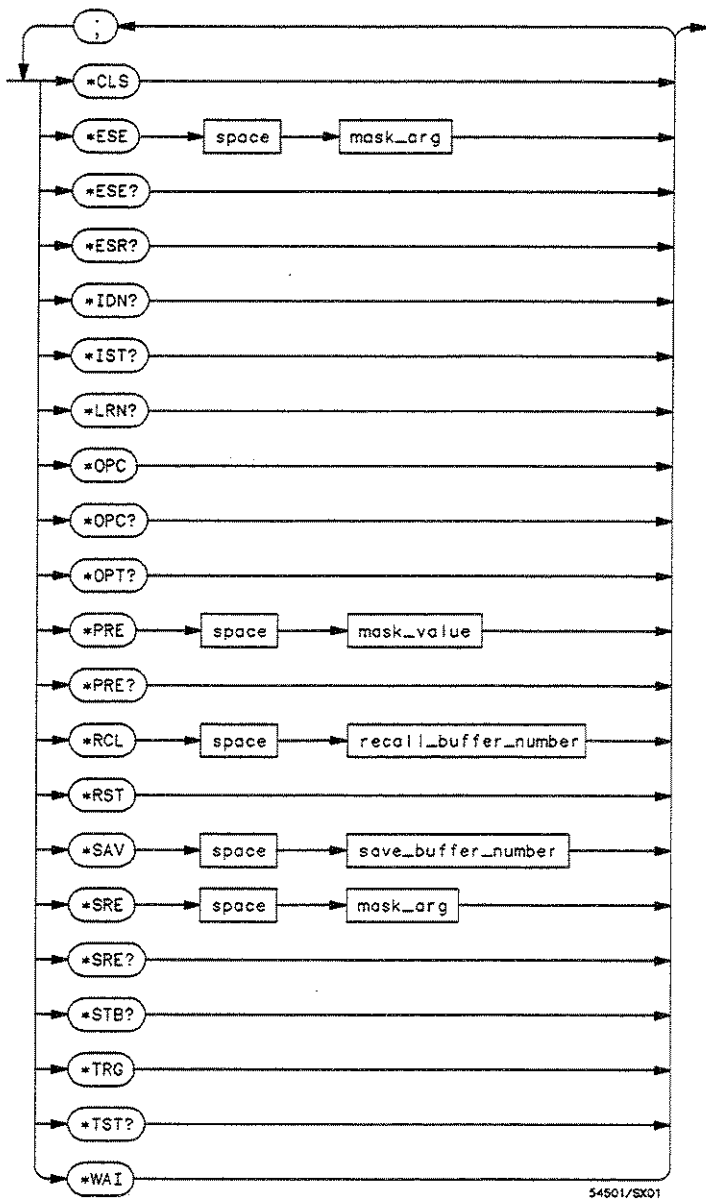 ;
*CLS
*ESE space mask_arg
*ESE?
*ESR?
*IDN?
*IST?
*LRN?
*OPC
*OPC?
*OPT?
*PRE space mask_value
*PRE?
*RCL space recall_buffer_number
*RST
*SAV space save_buffer_number
*SRE space mask_arg
*SRE?
*STB?
*TRG
*TST?
*WAI
54501/SX01